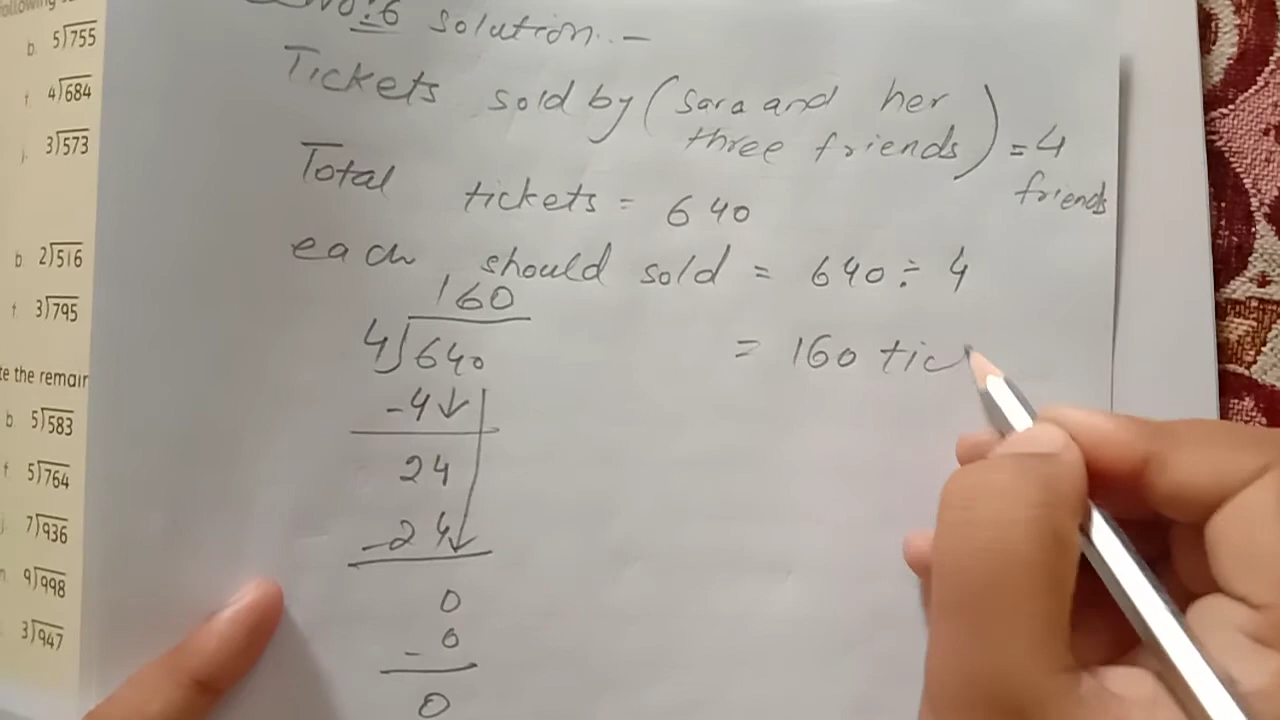 b. 5)755
f. 4)684
j. 3)573
b. 2)516
f. 3)795
te the remain
b. 5)583
f. 5)764
j. 7)936
n. 9)998
3)947
No:6 solution.-
Tickets sold by (Sara and her three friends) = 4 friends
Total tickets = 640
each should sold = 640 ÷ 4
= 160 tic
160
4)640
-4↓
24
-24↓
0
-0
0